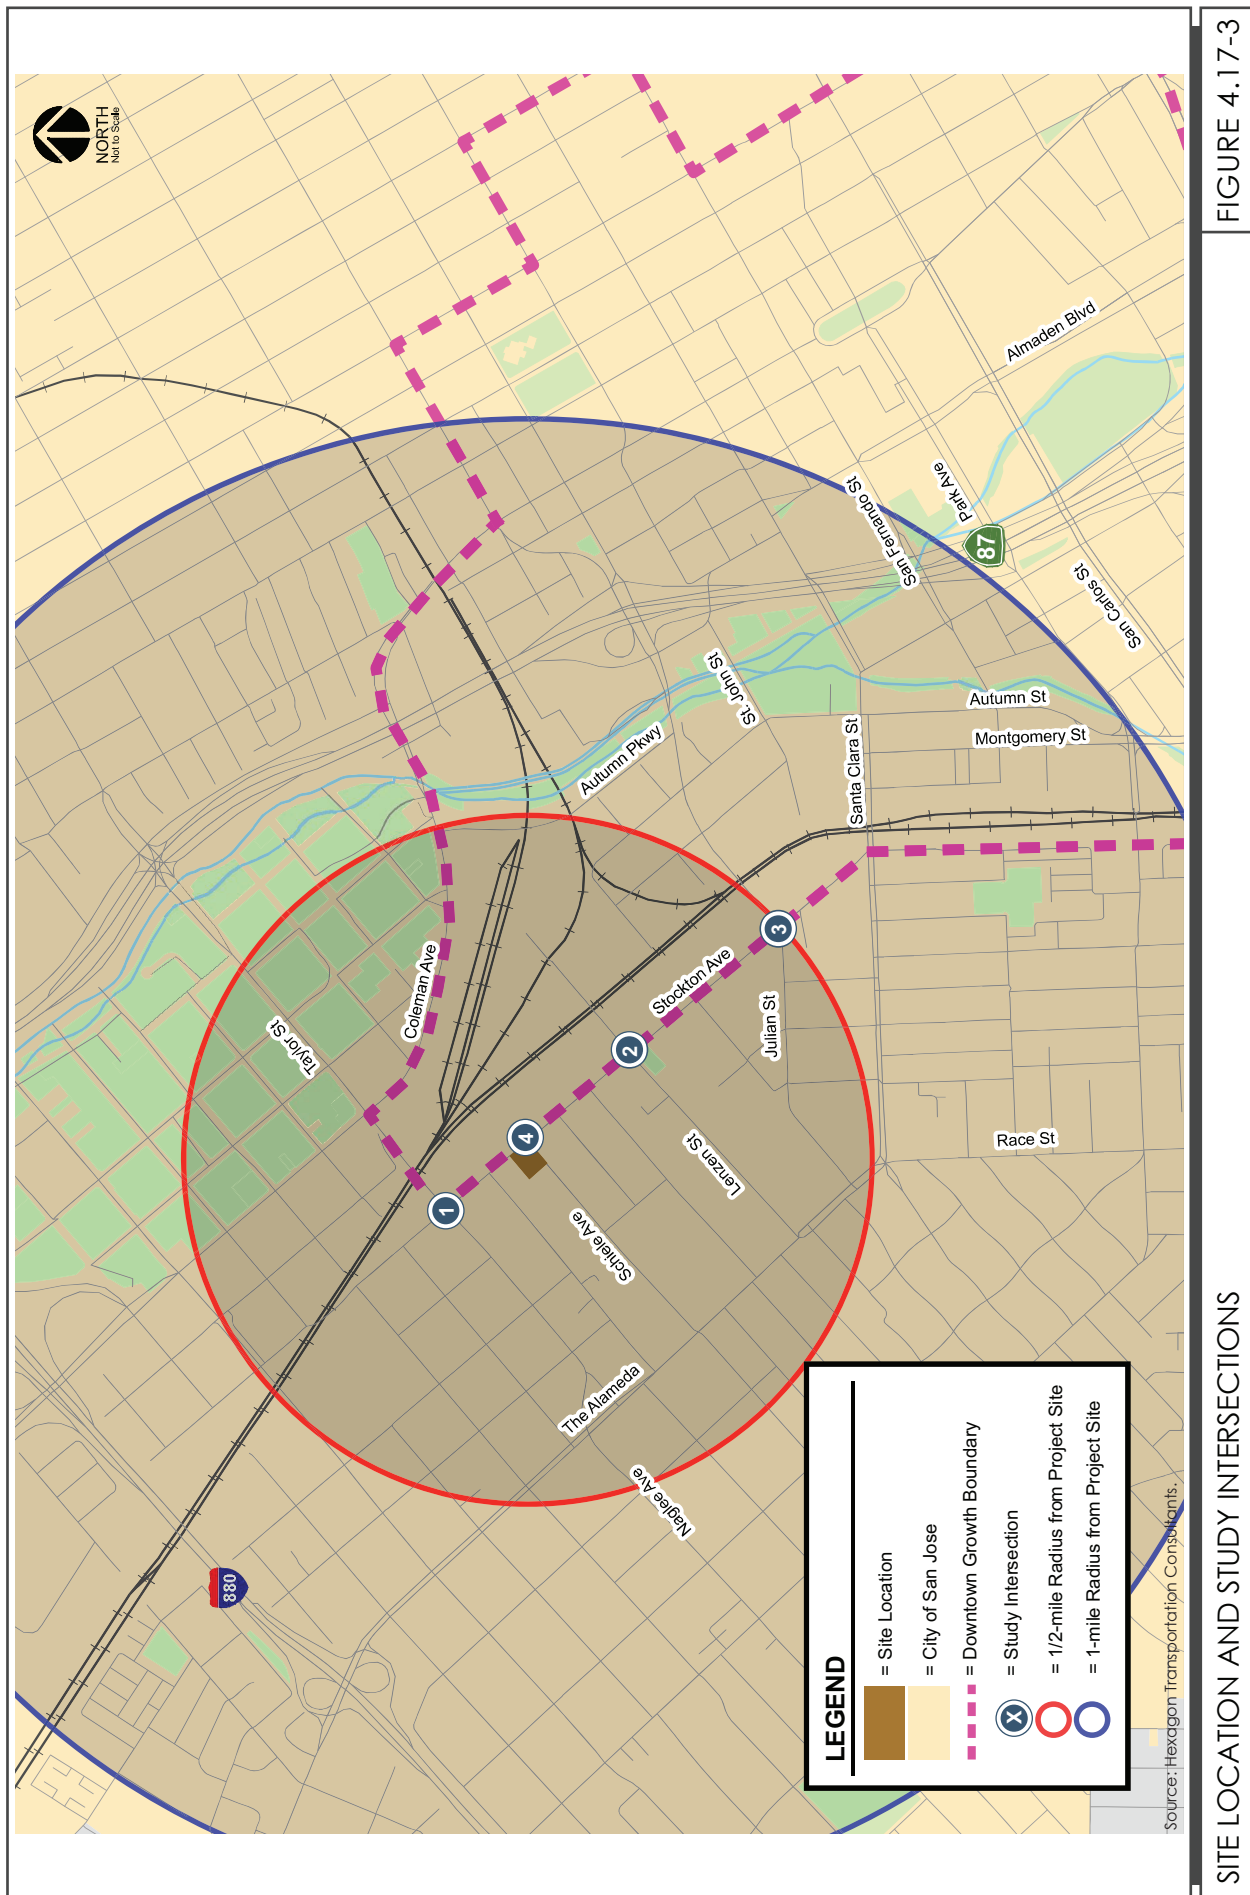 NORTH
Not to Scale
Taylor St
Coleman Ave
Autumn Pkwy
St. John St
San Fernando St
Park Ave
Almaden Blvd
87
San Carlos St
Autumn St
Montgomery St
Santa Clara St
Stockton Ave
Julian St
Lenzen St
Schiele Ave
Race St
The Alameda
Naglee Ave
880
1
4
2
3
LEGEND
= Site Location
= City of San Jose
= Downtown Growth Boundary
X
= Study Intersection
= 1/2-mile Radius from Project Site
= 1-mile Radius from Project Site
Source: Hexagon Transportation Consultants.
SITE LOCATION AND STUDY INTERSECTIONS
FIGURE 4.17-3